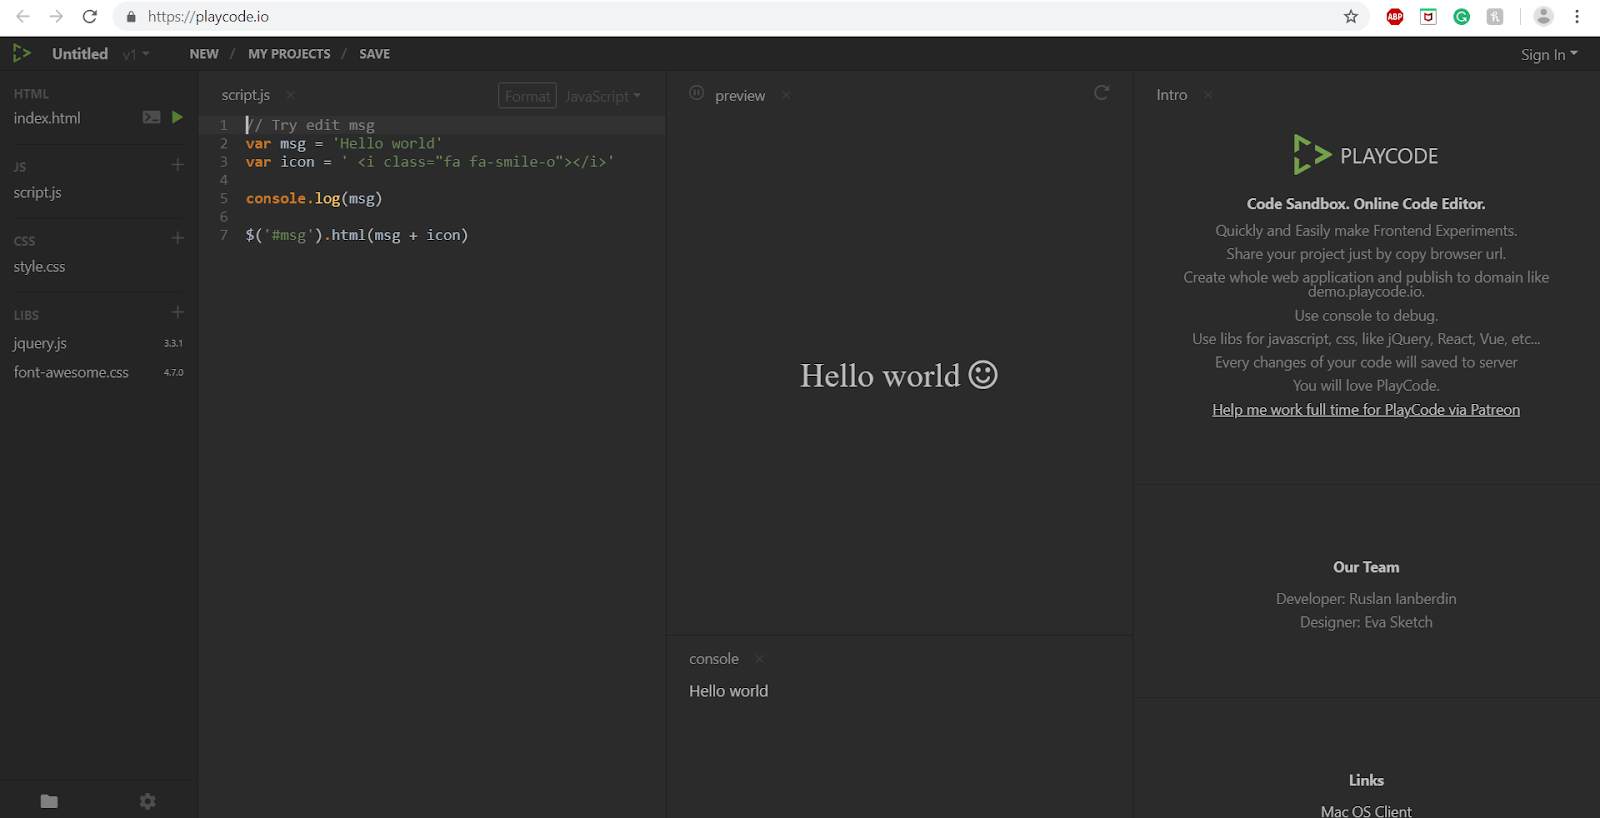 https://playcode.io
ABP
Untitled v1 NEW / MY PROJECTS / SAVE Sign In
HTML
index.html
JS
script.js
CSS
style.css
LIBS
jquery.js 3.3.1
font-awesome.css 4.7.0
script.js × Format JavaScript
1 // Try edit msg
2 var msg = 'Hello world'
3 var icon = ' <i class="fa fa-smile-o"></i>'
4
5 console.log(msg)
6
7 $('#msg').html(msg + icon)
preview ×
Hello world
console ×
Hello world
Intro ×
PLAYCODE
Code Sandbox. Online Code Editor.
Quickly and Easily make Frontend Experiments.
Share your project just by copy browser url.
Create whole web application and publish to domain like
demo.playcode.io.
Use console to debug.
Use libs for javascript, css, like jQuery, React, Vue, etc...
Every changes of your code will saved to server
You will love PlayCode.
Help me work full time for PlayCode via Patreon
Our Team
Developer: Ruslan Ianberdin
Designer: Eva Sketch
Links
Mac OS Client